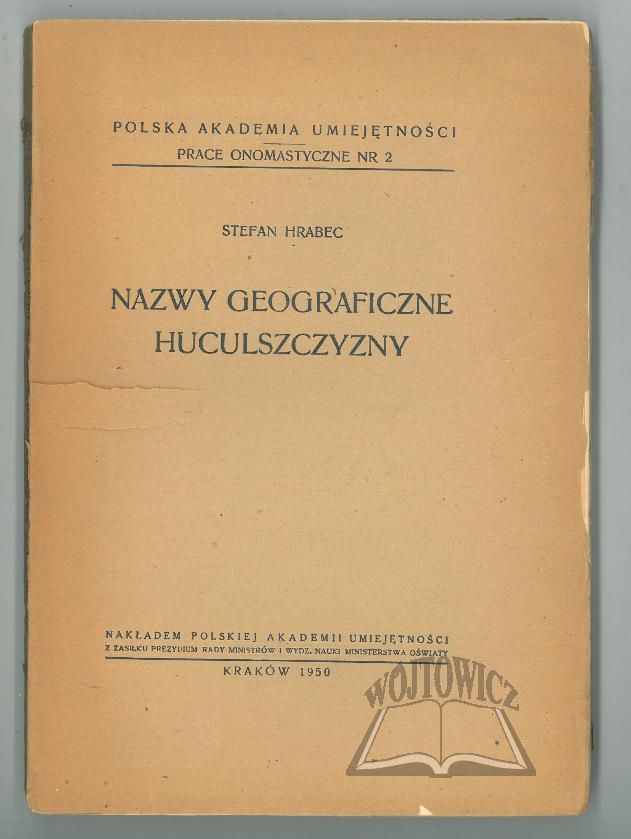 POLSKA AKADEMIA UMIEJĘTNOŚCI
PRACE ONOMASTYCZNE NR 2
STEFAN HRABEC
NAZWY GEOGRAFICZNE
HUCULSZCZYZNY
NAKŁADEM POLSKIEJ AKADEMII UMIEJĘTNOŚCI
Z ZASIŁKU PREZYDIUM RADY MINISTRÓW I WYDZ. NAUKI MINISTERSTWA OŚWIATY
KRAKÓW 1950
WÓJTOWICZ